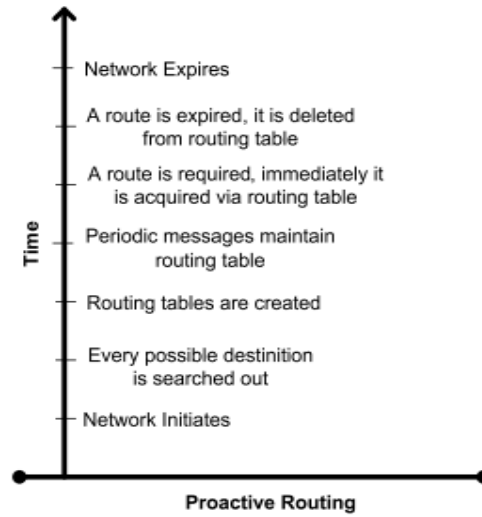 Network Expires
A route is expired, it is deleted
from routing table
A route is required, immediately it
is acquired via routing table
Periodic messages maintain
routing table
Routing tables are created
Every possible destinition
is searched out
Network Initiates
Time
Proactive Routing